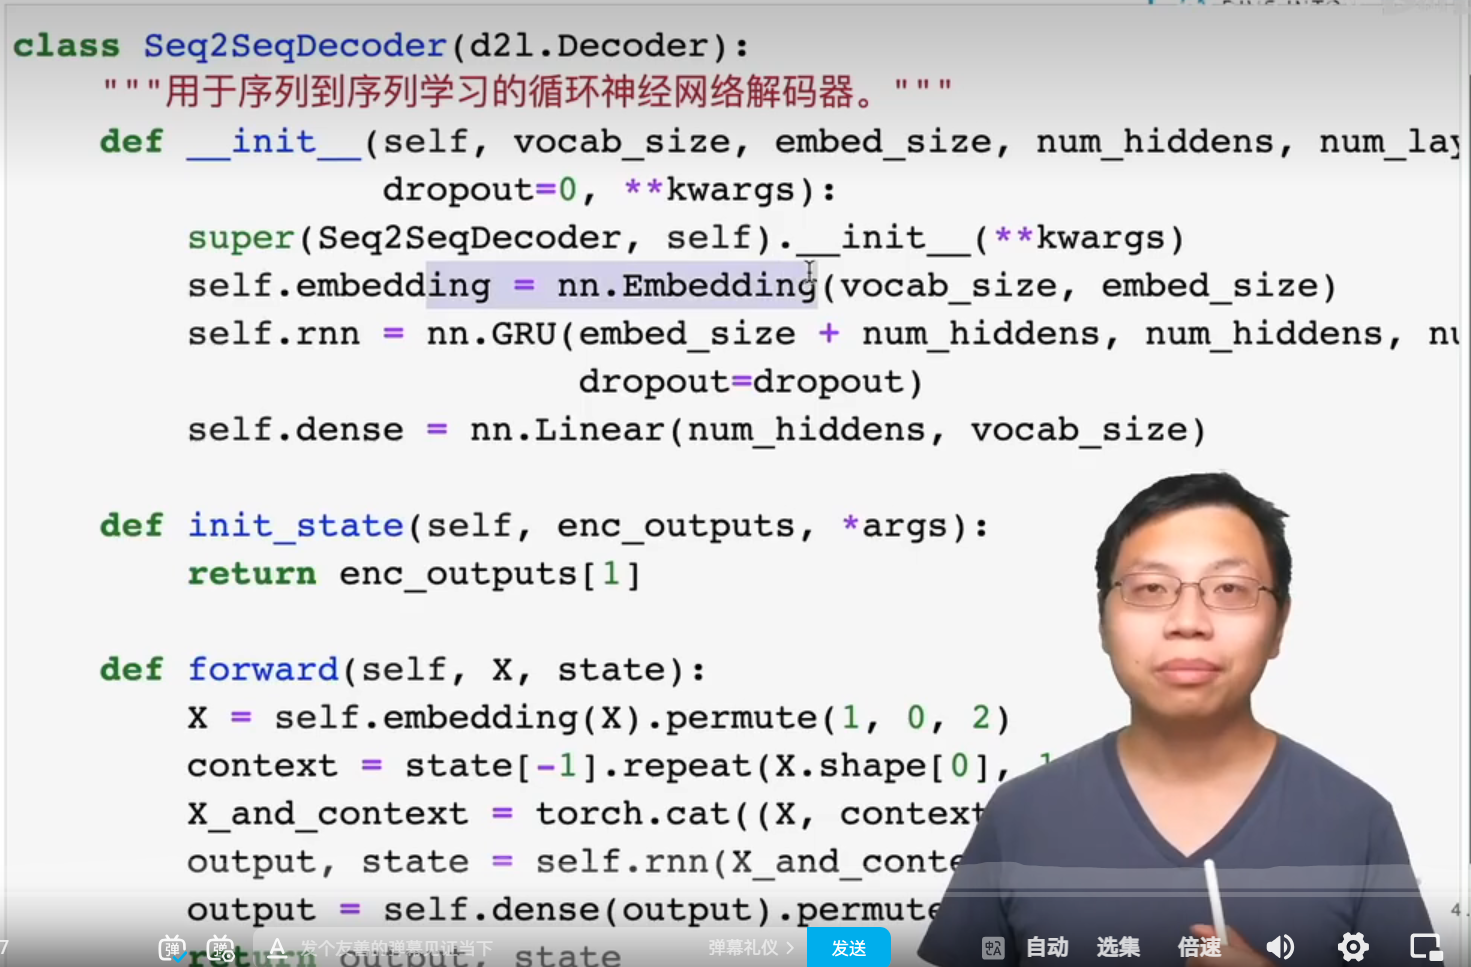 class Seq2SeqDecoder(d2l.Decoder):
    """用于序列到序列学习的循环神经网络解码器。"""
    def __init__(self, vocab_size, embed_size, num_hiddens, num_lay
                 dropout=0, **kwargs):
        super(Seq2SeqDecoder, self).__init__(**kwargs)
        self.embedding = nn.Embedding(vocab_size, embed_size)
        self.rnn = nn.GRU(embed_size + num_hiddens, num_hiddens, nu
                          dropout=dropout)
        self.dense = nn.Linear(num_hiddens, vocab_size)
    def init_state(self, enc_outputs, *args):
        return enc_outputs[1]
    def forward(self, X, state):
        X = self.embedding(X).permute(1, 0, 2)
        context = state[-1].repeat(X.shape[0], 1
        X_and_context = torch.cat((X, context
        output, state = self.rnn(X_and_conte
        output = self.dense(output).permute
        return output, state
7 弹 弹 A 发个友善的弹幕见证当下 弹幕礼仪 > 发送 自动 选集 倍速